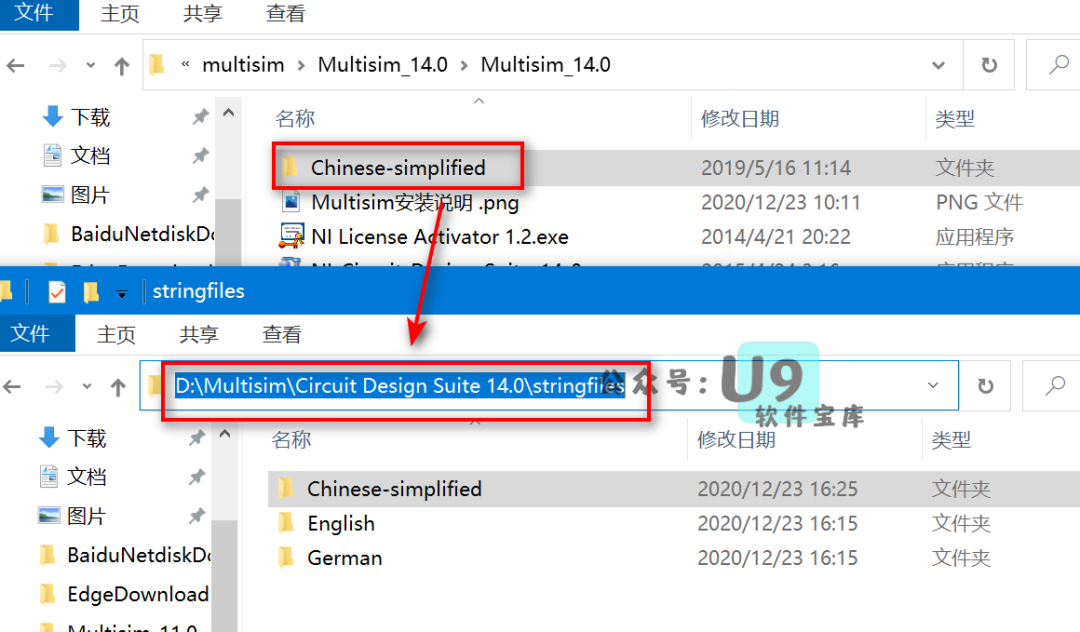 文件 主页 共享 查看
« multisim › Multisim_14.0 › Multisim_14.0
名称 修改日期 类型
下载
文档
图片
BaiduNetdiskDo
Chinese-simplified 2019/5/16 11:14 文件夹
Multisim安装说明 .png 2020/12/23 10:11 PNG 文件
NI License Activator 1.2.exe 2014/4/21 20:22 应用程序
stringfiles
文件 主页 共享 查看
D:\Multisim\Circuit Design Suite 14.0\stringfiles
公众号:U9
软件宝库
名称 修改日期 类型
下载
文档
图片
BaiduNetdiskDo
EdgeDownload
Multisim_11.0
Chinese-simplified 2020/12/23 16:25 文件夹
English 2020/12/23 16:15 文件夹
German 2020/12/23 16:15 文件夹